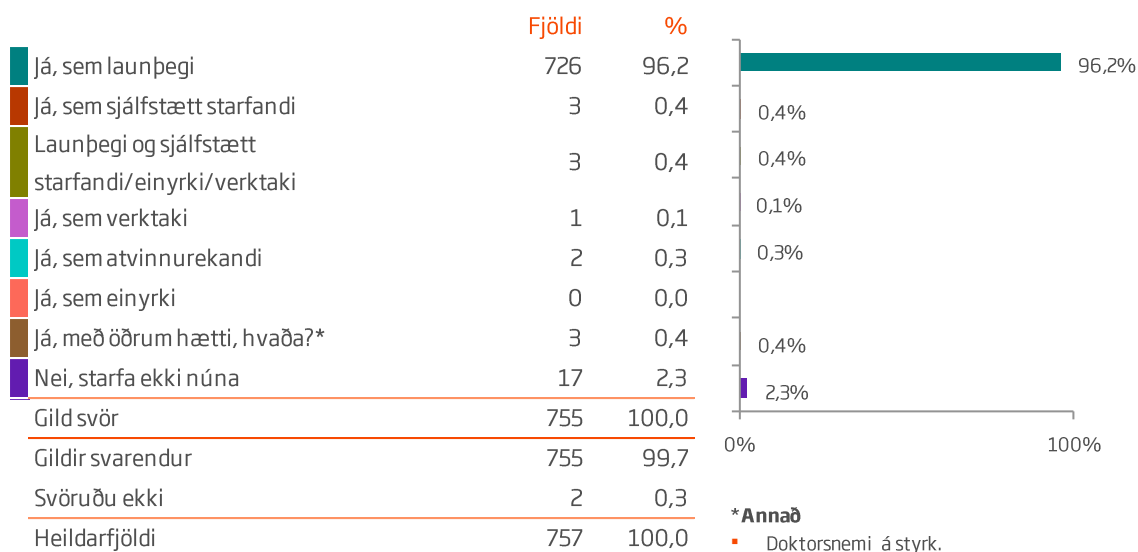 Fjöldi %
Já, sem launþegi 726 96,2
Já, sem sjálfstætt starfandi 3 0,4
Launþegi og sjálfstætt
starfandi/einyrki/verktaki 3 0,4
Já, sem verktaki 1 0,1
Já, sem atvinnurekandi 2 0,3
Já, sem einyrki 0 0,0
Já, með öðrum hætti, hvaða?* 3 0,4
Nei, starfa ekki núna 17 2,3
Gild svör 755 100,0
Gildir svarendur 755 99,7
Svöruðu ekki 2 0,3
Heildarfjöldi 757 100,0
96,2%
0,4%
0,4%
0,1%
0,3%
0,4%
2,3%
0% 100%
*Annað
▪ Doktorsnemi á styrk.